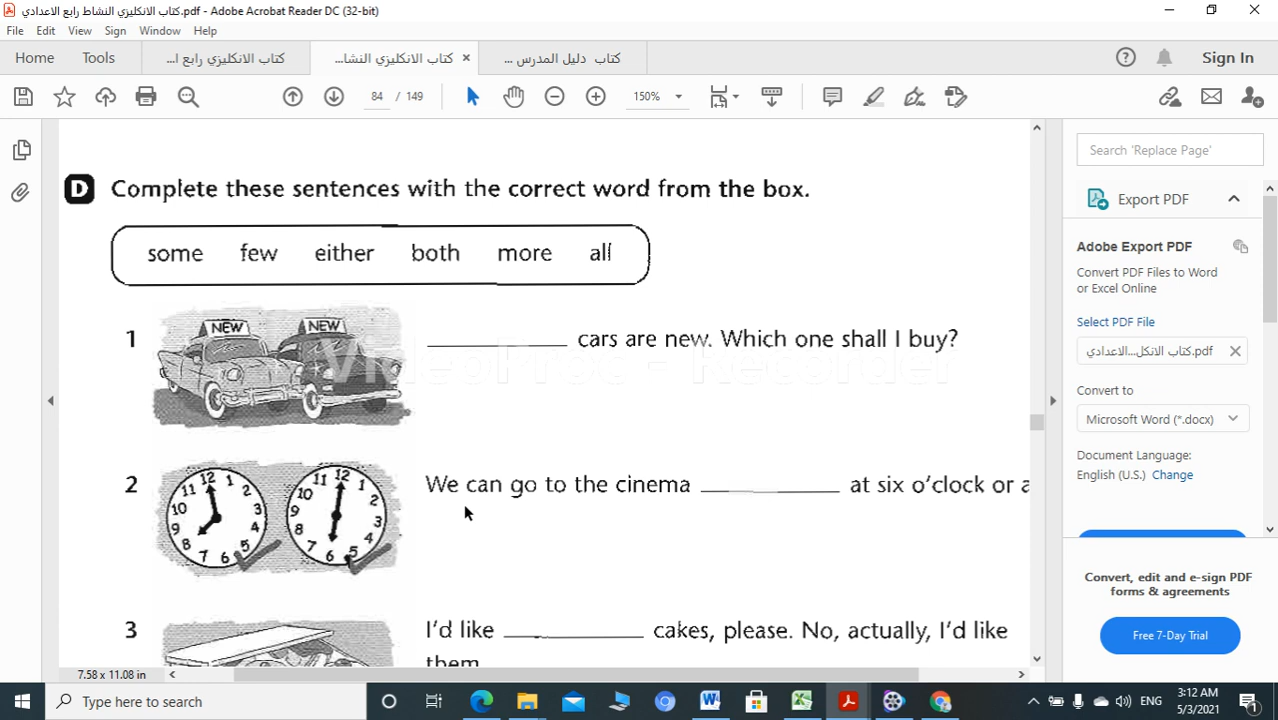 كتاب الانكليزي النشاط رابع الاعدادي.pdf - Adobe Acrobat Reader DC (32-bit)
File Edit View Sign Window Help
Home Tools كتاب الانكليزي رابع ا... كتاب الانكليزي النشا... كتاب دليل المدرس ... Sign In
84 / 149 150%
D Complete these sentences with the correct word from the box.
some few either both more all
1 NEW NEW ____________ cars are new. Which one shall I buy?
VideoProc - Recorder
2 We can go to the cinema ____________ at six o'clock or a
3 I'd like ____________ cakes, please. No, actually, I'd like
them.
7.58 x 11.08 in
Search 'Replace Page'
Export PDF
Adobe Export PDF
Convert PDF Files to Word
or Excel Online
Select PDF File
كتاب الانكل...الاعدادي.pdf
Convert to
Microsoft Word (*.docx)
Document Language:
English (U.S.) Change
Convert, edit and e-sign PDF
forms & agreements
Free 7-Day Trial
Type here to search
ENG
3:12 AM
5/3/2021
1